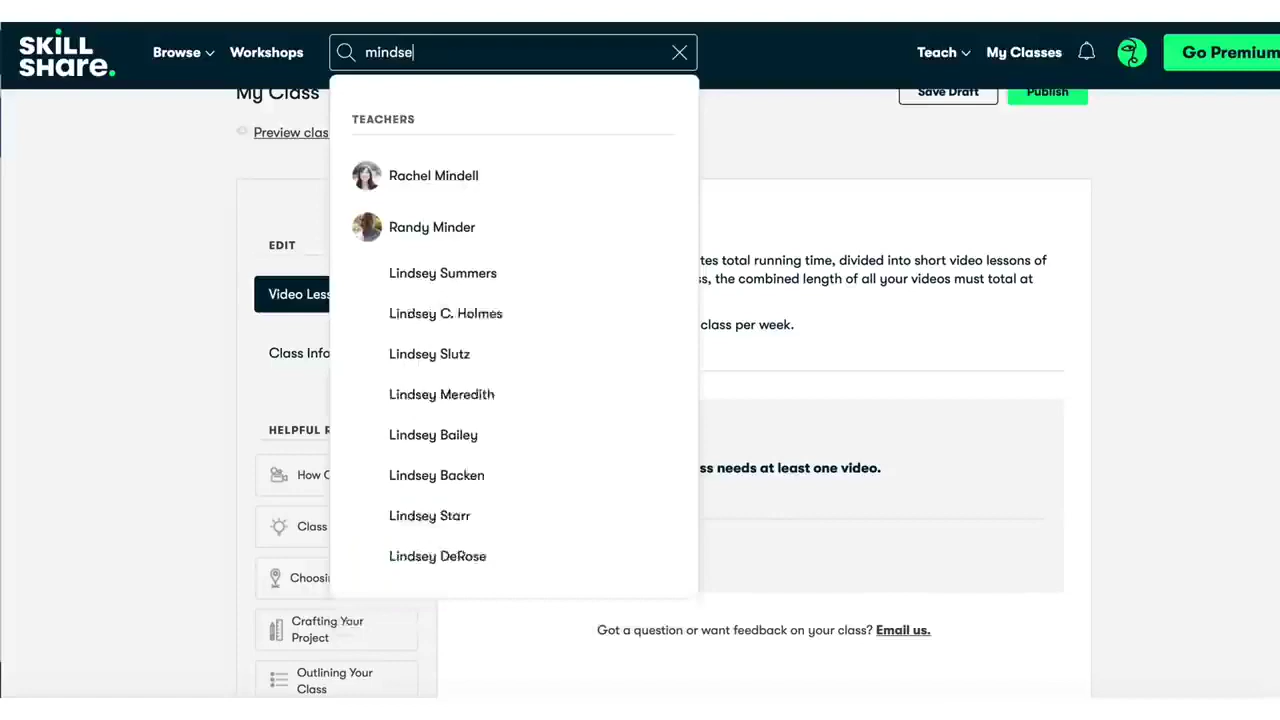 SKILL
SHARE.
Browse
Workshops
mindse
Teach
My Classes
Go Premium
My Class
Save Draft
Publish
Preview clas
TEACHERS
Rachel Mindell
Randy Minder
Lindsey Summers
Lindsey C. Holmes
Lindsey Slutz
Lindsey Meredith
Lindsey Bailey
Lindsey Backen
Lindsey Starr
Lindsey DeRose
EDIT
Video Less
Class Info
HELPFUL R
How C
Class
Choosi
Crafting Your
Project
Outlining Your
Class
tes total running time, divided into short video lessons of
s, the combined length of all your videos must total at
class per week.
ss needs at least one video.
Got a question or want feedback on your class? Email us.